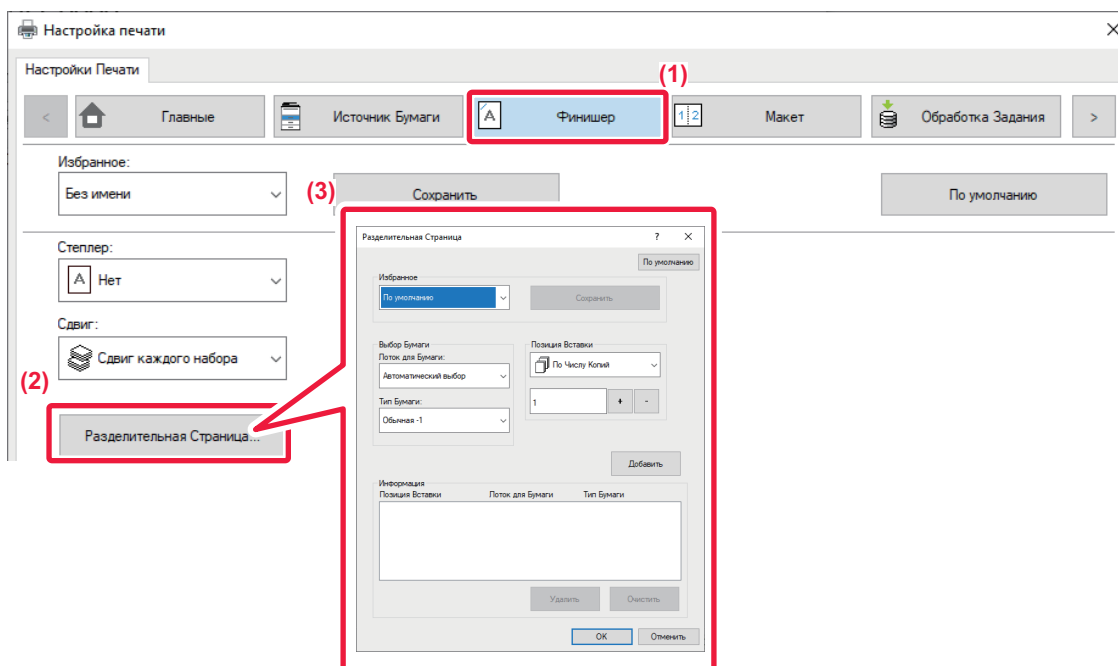 Настройка печати
Настройки Печати
(1)
< Главные Источник Бумаги Финишер 1 2 Макет Обработка Задания >
Избранное:
Без имени (3) Сохранить По умолчанию
Степлер:
Нет
Сдвиг:
Сдвиг каждого набора
(2)
Разделительная Страница...
Разделительная Страница ?
По умолчанию
Избранное
По умолчанию Сохранить
Выбор Бумаги Позиция Вставки
Поток для Бумаги: По Числу Копий
Автоматический выбор
Тип Бумаги: 1 + -
Обычная -1
Добавить
Информация
Позиция Вставки Поток для Бумаги Тип Бумаги
Удалить Очистить
OK Отменить